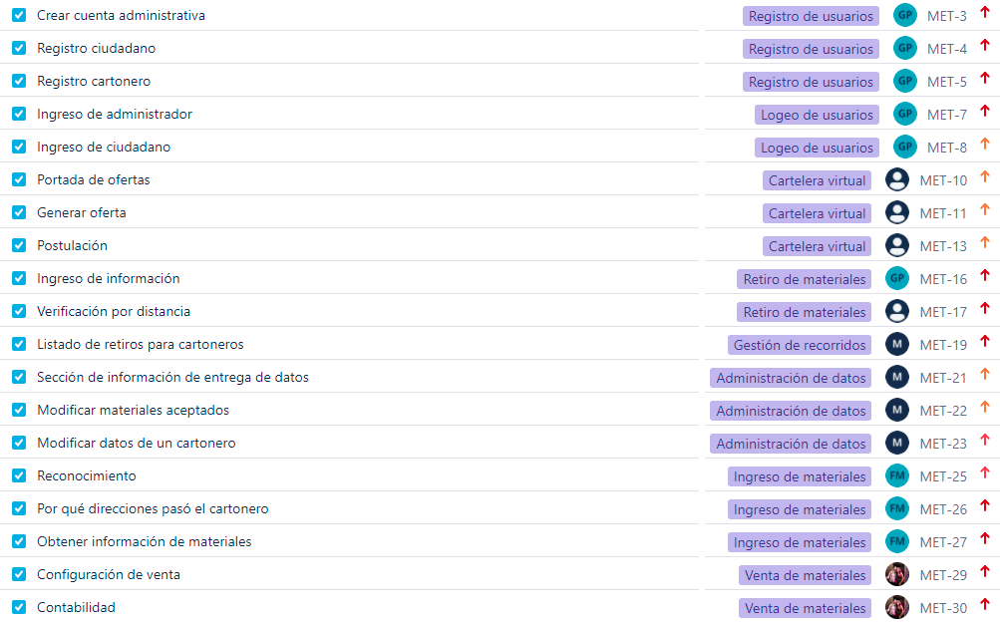 Crear cuenta administrativa Registro de usuarios GP MET-3
Registro ciudadano Registro de usuarios GP MET-4
Registro cartonero Registro de usuarios GP MET-5
Ingreso de administrador Logeo de usuarios GP MET-7
Ingreso de ciudadano Logeo de usuarios GP MET-8
Portada de ofertas Cartelera virtual MET-10
Generar oferta Cartelera virtual MET-11
Postulación Cartelera virtual MET-13
Ingreso de información Retiro de materiales GP MET-16
Verificación por distancia Retiro de materiales MET-17
Listado de retiros para cartoneros Gestión de recorridos M MET-19
Sección de información de entrega de datos Administración de datos M MET-21
Modificar materiales aceptados Administración de datos M MET-22
Modificar datos de un cartonero Administración de datos M MET-23
Reconocimiento Ingreso de materiales FM MET-25
Por qué direcciones pasó el cartonero Ingreso de materiales FM MET-26
Obtener información de materiales Ingreso de materiales FM MET-27
Configuración de venta Venta de materiales MET-29
Contabilidad Venta de materiales MET-30